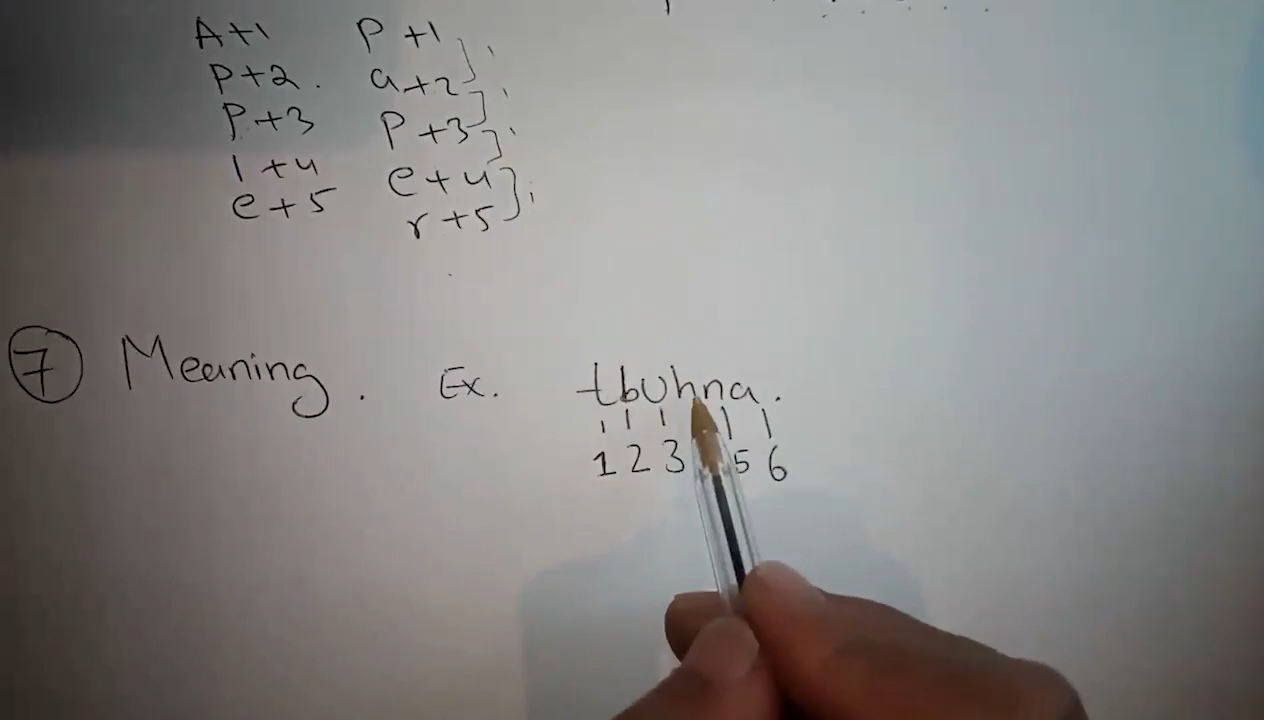 A+1 P +1
P+2. a+2
P+3 P +3
l+4 e+4
e+5 r+5
7 Meaning. Ex. tbuhna.
1 2 3 5 6